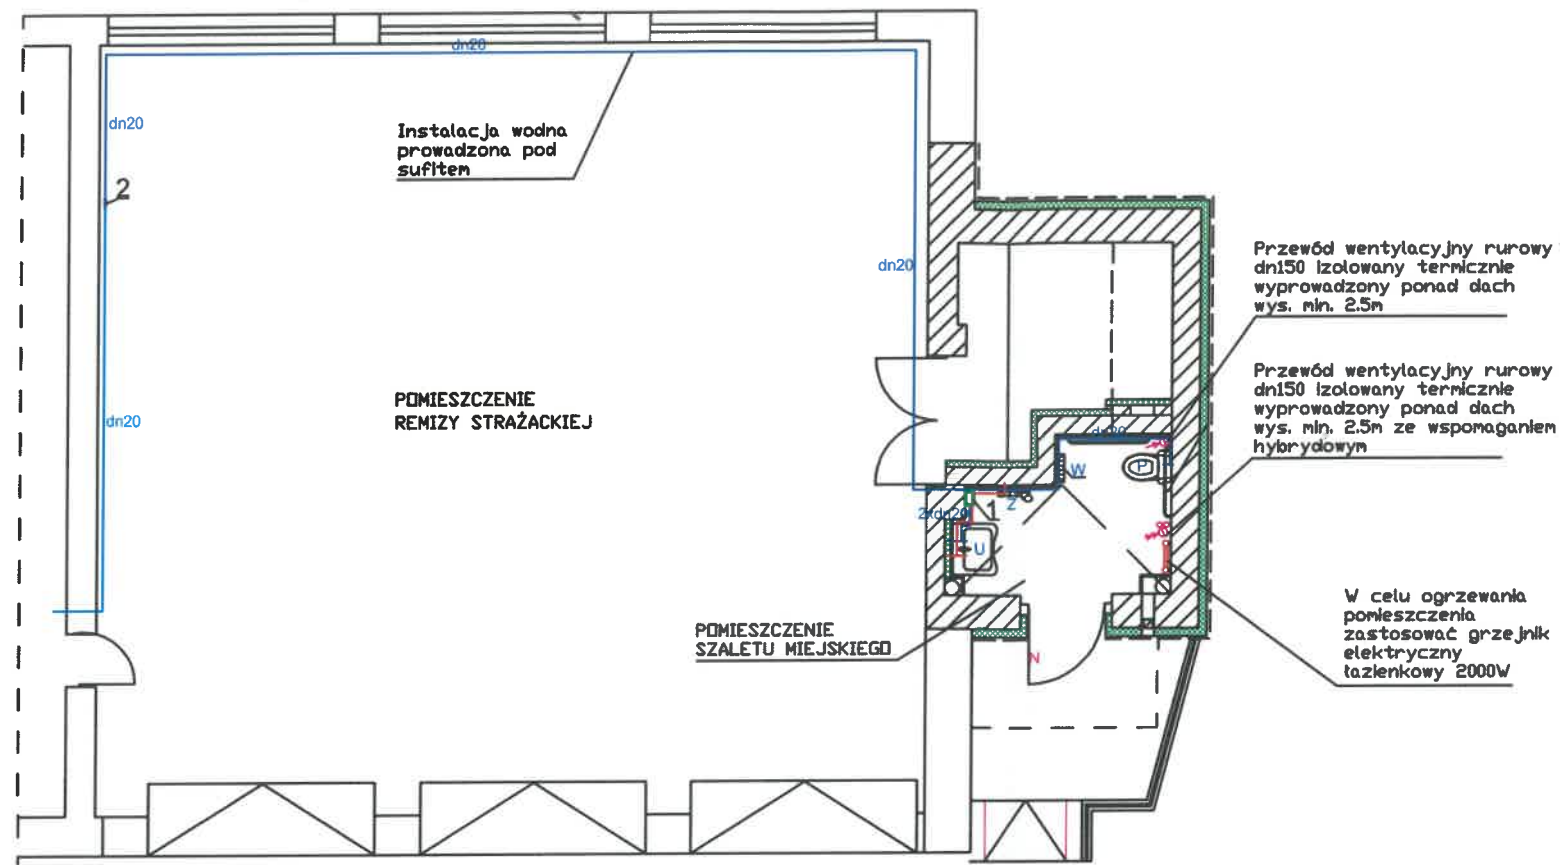 dn20
dn20
Instalacja wodna
prowadzona pod
sufitem
2
dn20
Przewód wentylacyjny rurowy
dn150 izolowany termicznie
wyprowadzony ponad dach
wys. min. 2.5m
Przewód wentylacyjny rurowy
dn150 izolowany termicznie
wyprowadzony ponad dach
wys. min. 2.5m ze wspomaganiem
hybrydowym
POMIESZCZENIE
REMIZY STRAŻACKIEJ
dn20
dn20
W
P
Z
1
2xdn20
U
W celu ogrzewania
pomieszczenia
zastosować grzejnik
elektryczny
łazienkowy 2000W
POMIESZCZENIE
SZALETU MIEJSKIEGO
N